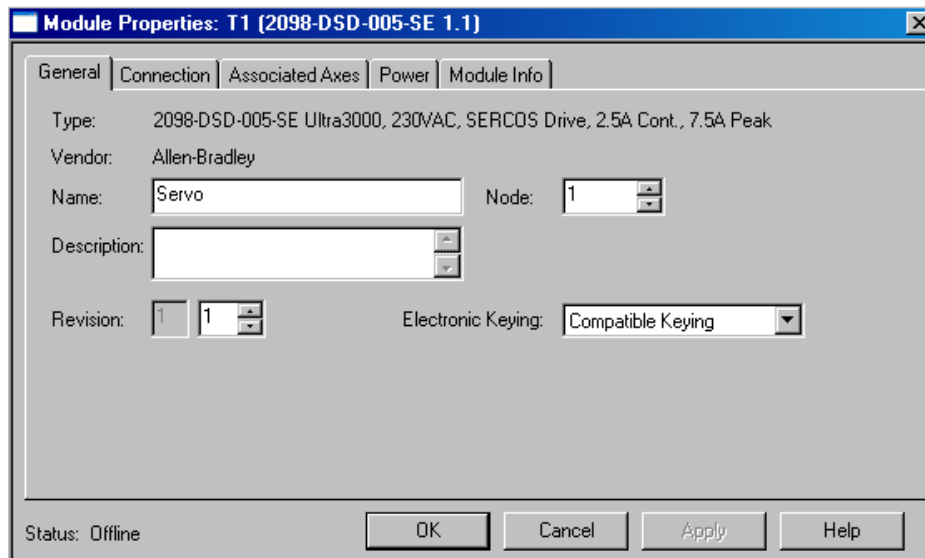 Module Properties: T1 (2098-DSD-005-SE 1.1)
General Connection Associated Axes Power Module Info
Type: 2098-DSD-005-SE Ultra3000, 230VAC, SERCOS Drive, 2.5A Cont., 7.5A Peak
Vendor: Allen-Bradley
Name: Servo Node: 1
Description:
Revision: 1 1 Electronic Keying: Compatible Keying
Status: Offline OK Cancel Apply Help